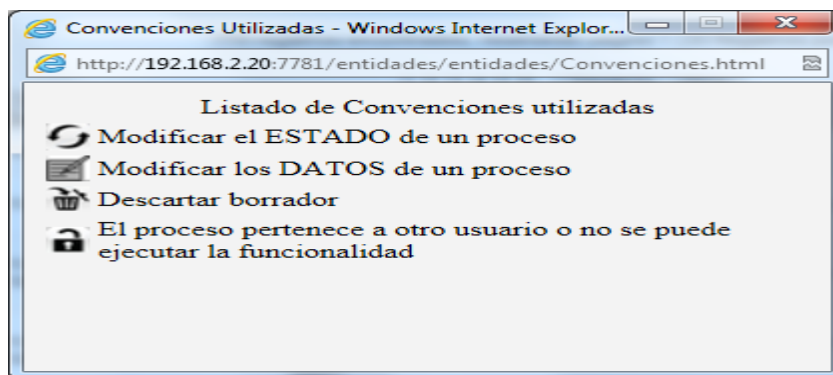 Convenciones Utilizadas - Windows Internet Explor...
http://192.168.2.20:7781/entidades/entidades/Convenciones.html
Listado de Convenciones utilizadas
Modificar el ESTADO de un proceso
Modificar los DATOS de un proceso
Descartar borrador
El proceso pertenece a otro usuario o no se puede
ejecutar la funcionalidad